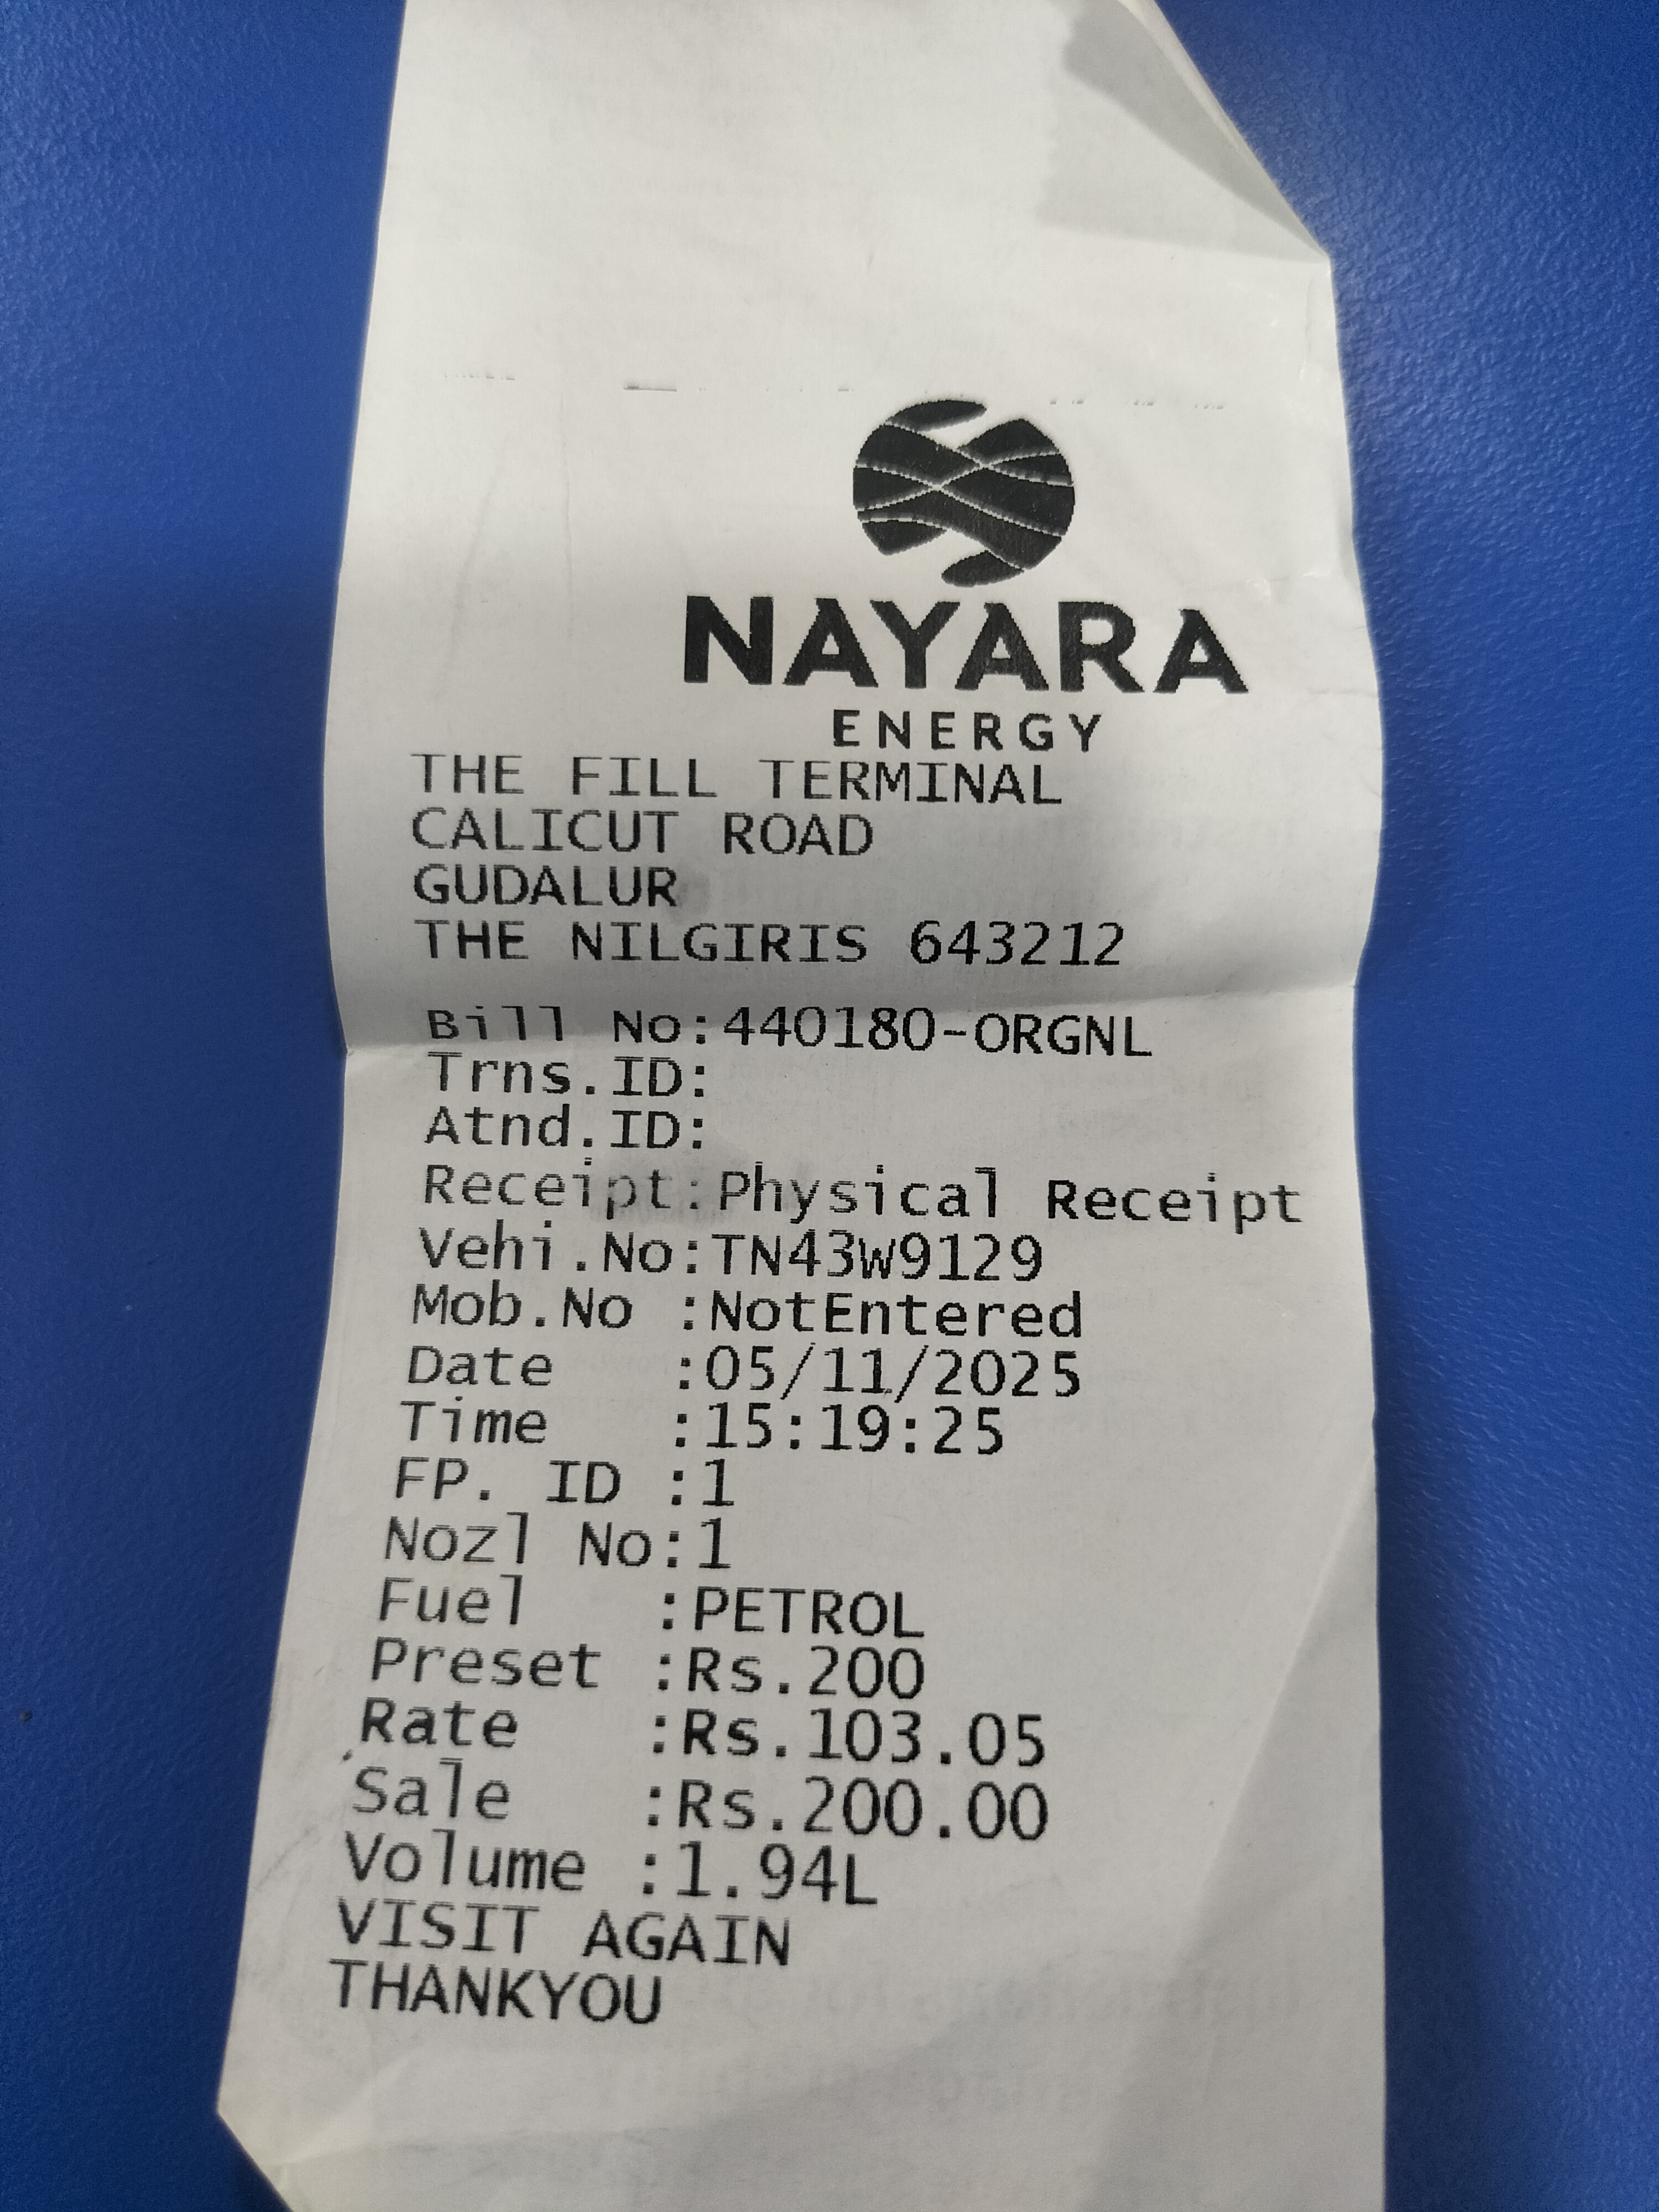 NAYARA
ENERGY
THE FILL TERMINAL
CALICUT ROAD
GUDALUR
THE NILGIRIS 643212
Bill No:440180-ORGNL
Trns.ID:
Atnd.ID:
Receipt:Physical Receipt
Vehi.No:TN43W9129
Mob.No :NotEntered
Date   :05/11/2025
Time   :15:19:25
FP. ID :1
Nozl No:1
Fuel   :PETROL
Preset :Rs.200
Rate   :Rs.103.05
Sale   :Rs.200.00
Volume :1.94L
VISIT AGAIN
THANKYOU